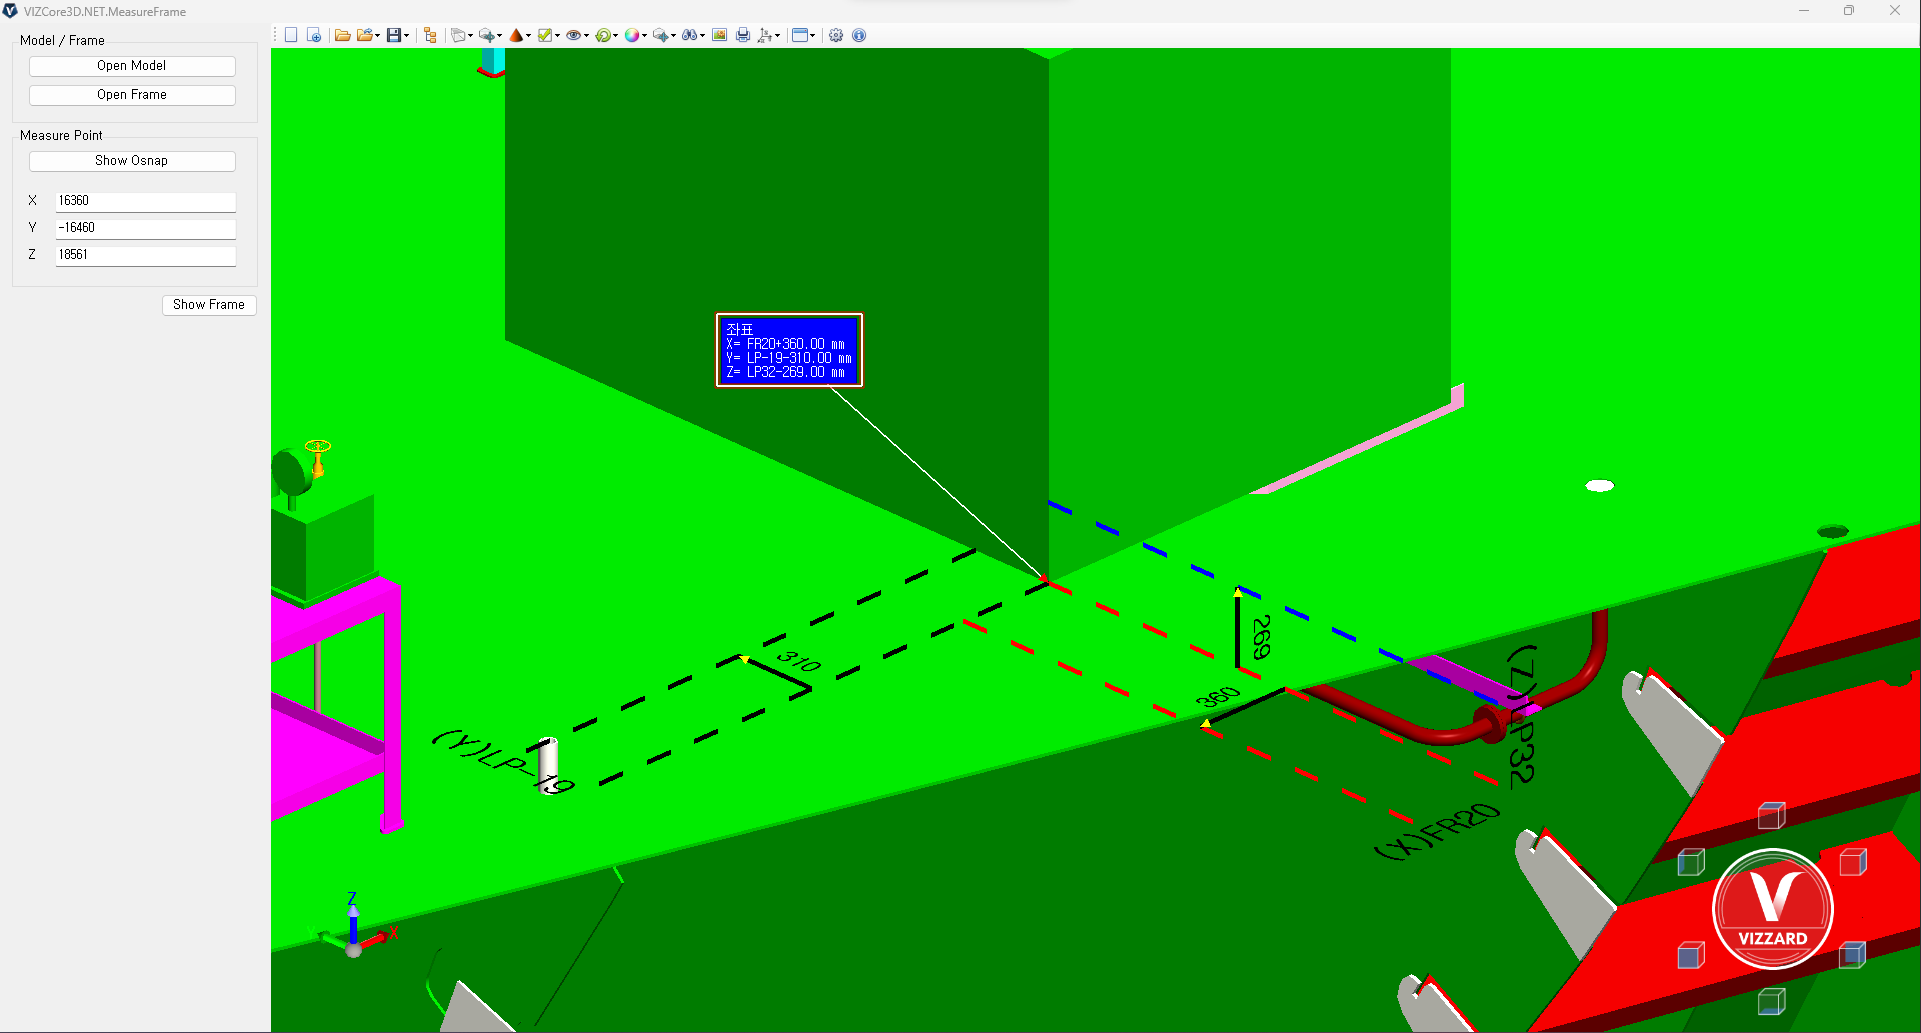 VIZCore3D.NET.MeasureFrame
Model / Frame
Open Model
Open Frame
Measure Point
Show Osnap
X 16360
Y -16460
Z 18561
Show Frame
좌표
X= FR20+360.00 mm
Y= LP-19-310.00 mm
Z= LP32-269.00 mm
310
269
360
(Y)LP-19
(Z)LP32
(X)FR20
Z
X
Y
VIZZARD